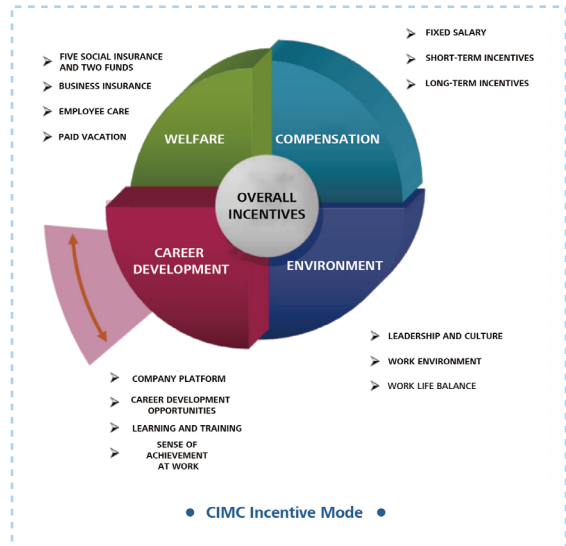 FIVE SOCIAL INSURANCE
AND TWO FUNDS
BUSINESS INSURANCE
EMPLOYEE CARE
PAID VACATION
FIXED SALARY
SHORT-TERM INCENTIVES
LONG-TERM INCENTIVES
WELFARE
COMPENSATION
OVERALL
INCENTIVES
CAREER
DEVELOPMENT
ENVIRONMENT
LEADERSHIP AND CULTURE
WORK ENVIRONMENT
WORK LIFE BALANCE
COMPANY PLATFORM
CAREER DEVELOPMENT
OPPORTUNITIES
LEARNING AND TRAINING
SENSE OF
ACHIEVEMENT
AT WORK
CIMC Incentive Mode